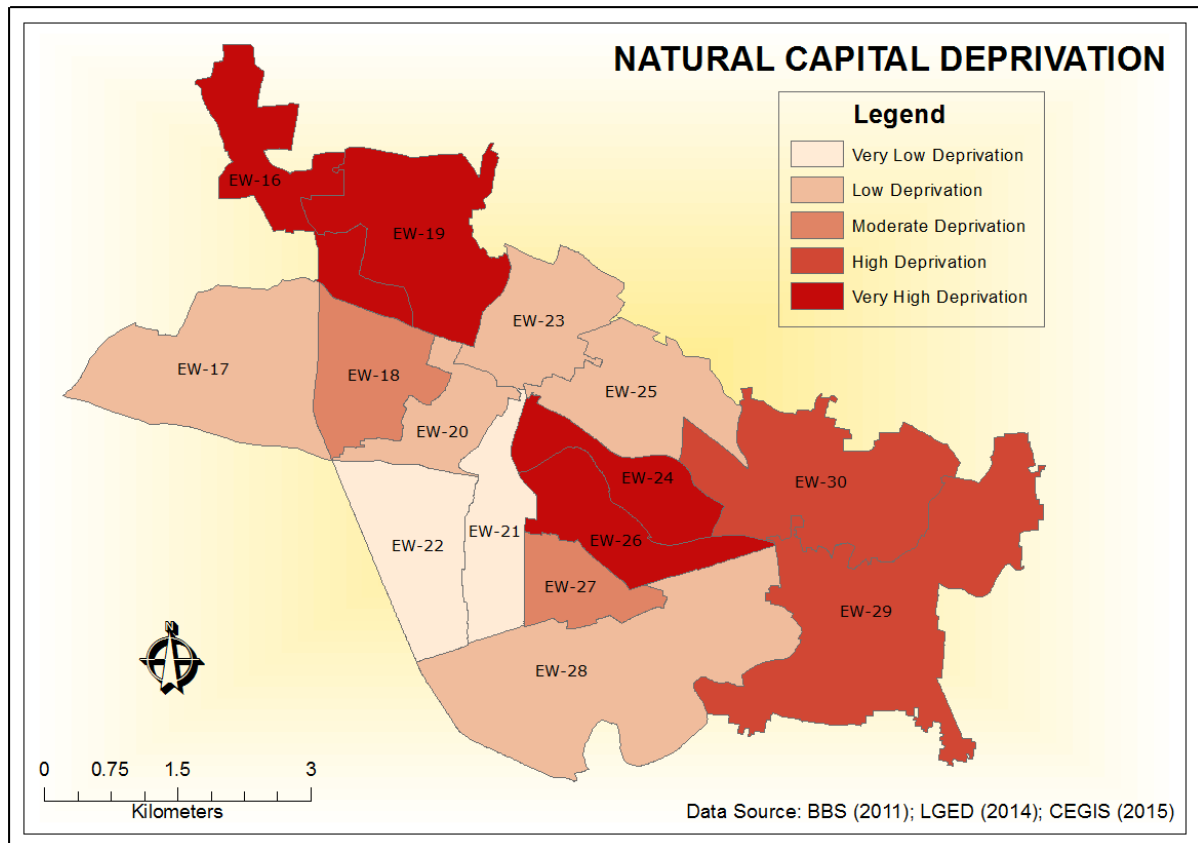 NATURAL CAPITAL DEPRIVATION
Legend
Very Low Deprivation
Low Deprivation
Moderate Deprivation
High Deprivation
Very High Deprivation
EW-16
EW-19
EW-23
EW-17
EW-18
EW-25
EW-20
EW-24
EW-30
EW-21
EW-22
EW-26
EW-27
EW-29
EW-28
N
0 0.75 1.5 3
Kilometers
Data Source: BBS (2011); LGED (2014); CEGIS (2015)